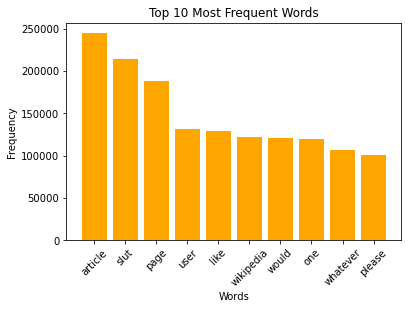 Top 10 Most Frequent Words
250000
200000
150000
100000
50000
0
Frequency
article
slut
page
user
like
wikipedia
would
one
whatever
please
Words